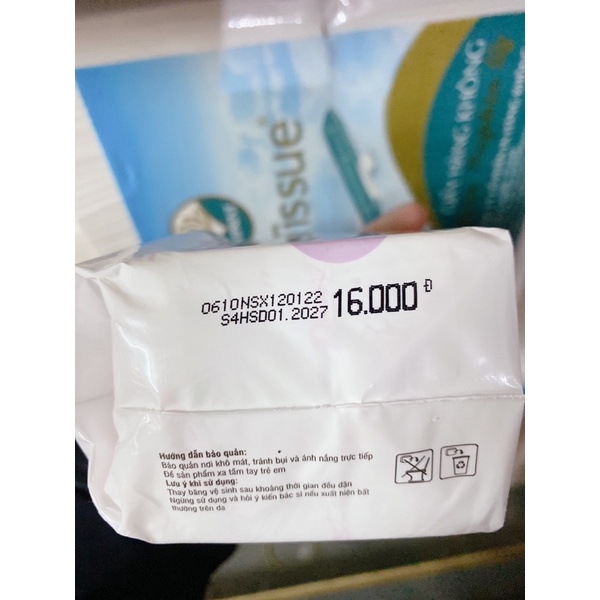 Tissue®
BÔNG SEN VÀNG
0610NSX120122
S4HSD01.2027
16.000 Đ
Hướng dẫn bảo quản:
Bảo quản nơi khô mát, tránh bụi và ánh nắng trực tiếp
Để sản phẩm xa tầm tay trẻ em
Lưu ý khi sử dụng:
Thay băng vệ sinh sau khoảng thời gian đều đặn
Ngừng sử dụng và hỏi ý kiến bác sĩ nếu xuất hiện bất
thường trên da